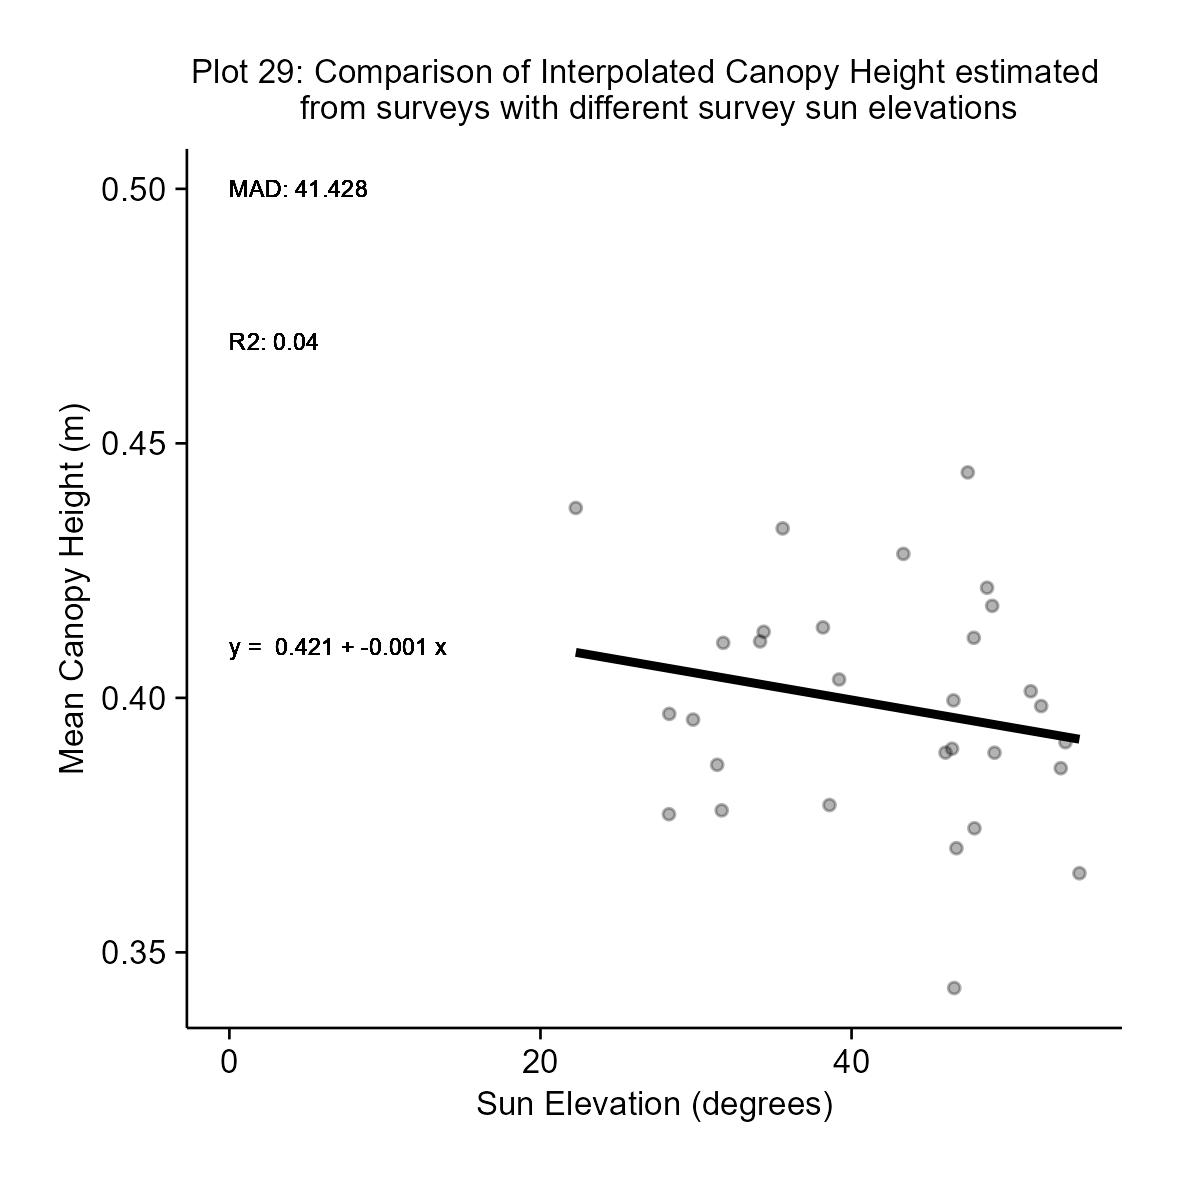 Plot 29: Comparison of Interpolated Canopy Height estimated
from surveys with different survey sun elevations
0.50
MAD: 41.428
R2: 0.04
0.45
y =  0.421 + -0.001 x
0.40
0.35
Mean Canopy Height (m)
0
20
40
Sun Elevation (degrees)